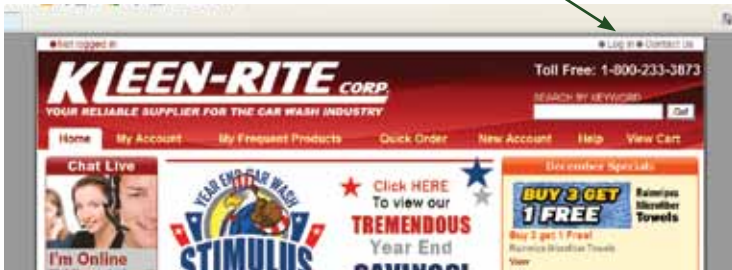 Not logged in
Log in Contact Us
KLEEN-RITE CORP.
YOUR RELIABLE SUPPLIER FOR THE CAR WASH INDUSTRY
Toll Free: 1-800-233-3873
SEARCH BY KEYWORD
Go!
Home My Account My Frequent Products Quick Order New Account Help View Cart
Chat Live
I'm Online
YEAR END CAR WASH
STIMULUS
Click HERE
To view our
TREMENDOUS
Year End
SAVINGS!
December Specials
BUY 3 GET
1 FREE
Microfiber
Towels
Buy 3 get 1 Free!
View